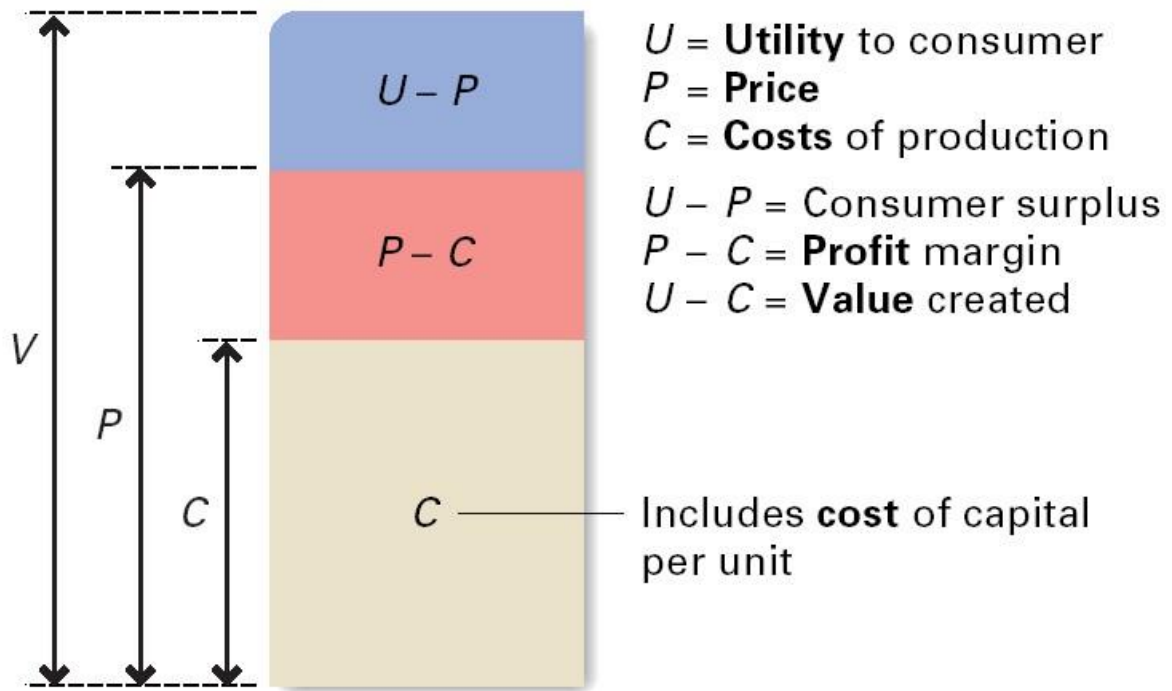 U – P
P – C
V
P
C
C
U = Utility to consumer
P = Price
C = Costs of production
U – P = Consumer surplus
P – C = Profit margin
U – C = Value created
Includes cost of capital
per unit